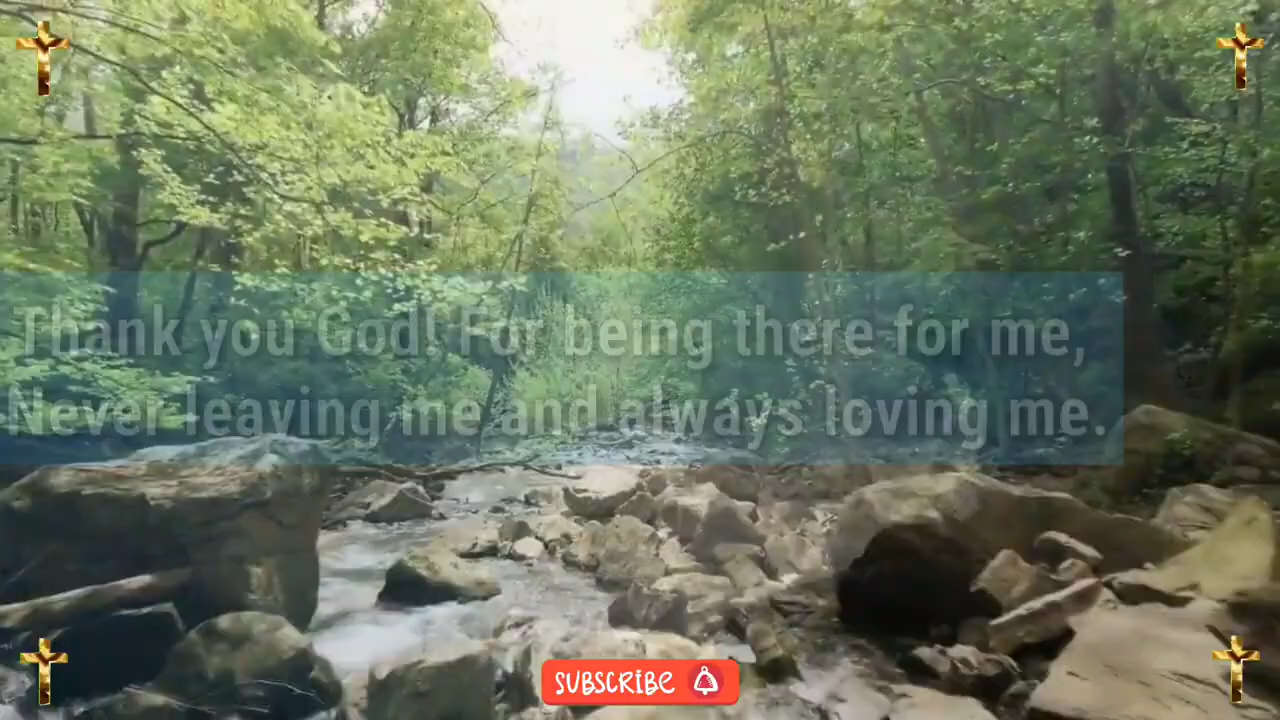 Thank you God! For being there for me,
Never leaving me and always loving me.
SUBSCRIBE